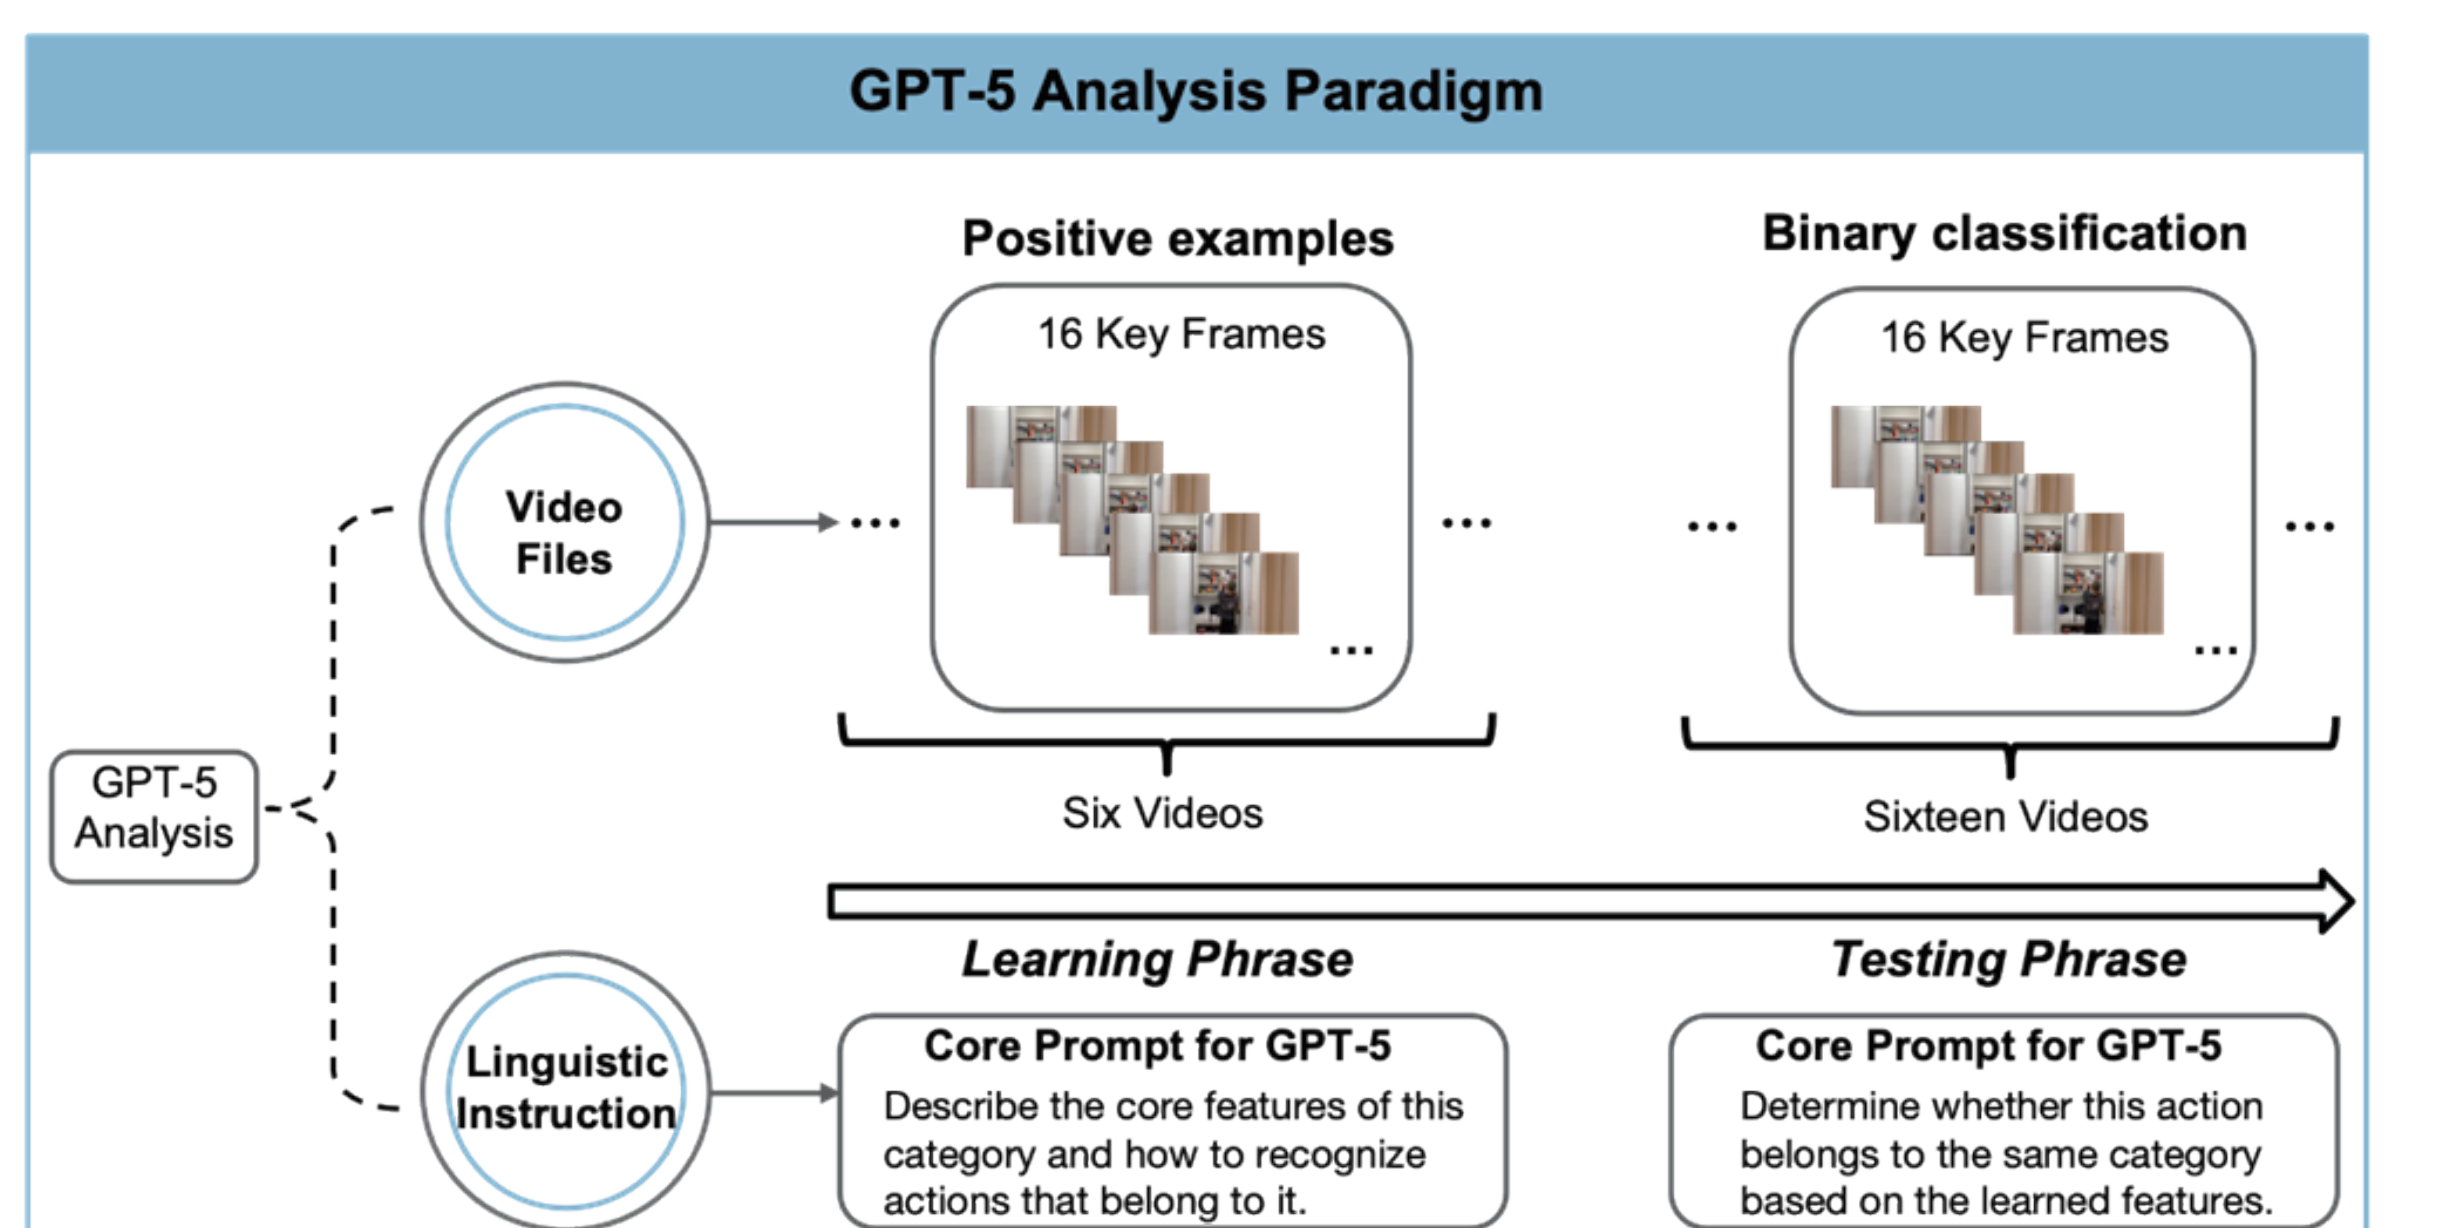 GPT-5 Analysis Paradigm
Positive examples
Binary classification
16 Key Frames
16 Key Frames
Video
Files
...
...
...
...
...
...
GPT-5
Analysis
Six Videos
Sixteen Videos
Learning Phrase
Testing Phrase
Linguistic
Instruction
Core Prompt for GPT-5
Describe the core features of this
category and how to recognize
actions that belong to it.
Core Prompt for GPT-5
Determine whether this action
belongs to the same category
based on the learned features.